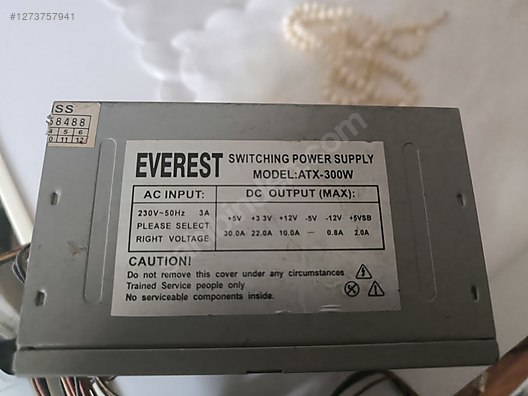 #1273757941
SS
58488
4 5 6
0 11 12
EVEREST SWITCHING POWER SUPPLY
MODEL:ATX-300W
AC INPUT: DC OUTPUT (MAX):
230V~50Hz 3A +5V +3.3V +12V -5V -12V +5VSB
PLEASE SELECT
RIGHT VOLTAGE 30.0A 22.0A 10.0A — 0.8A 2.0A
CAUTION!
Do not remove this cover under any circumstances
Trained Service people only
No serviceable components inside.